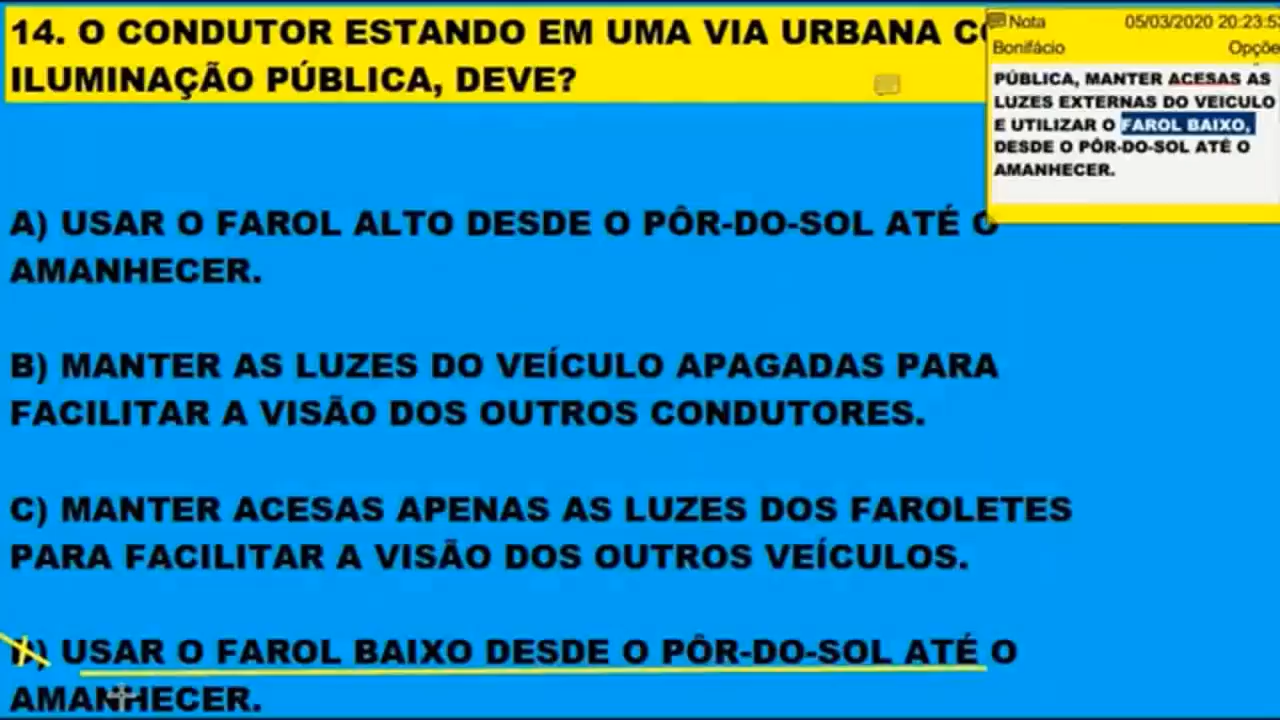 14. O CONDUTOR ESTANDO EM UMA VIA URBANA
ILUMINAÇÃO PÚBLICA, DEVE?
Nota 05/03/2020 20:23:5
Bonifácio
PÚBLICA, MANTER ACESAS AS
LUZES EXTERNAS DO VEICULO
E UTILIZAR O FAROL BAIXO,
DESDE O PÔR-DO-SOL ATÉ O
AMANHECER.
A) USAR O FAROL ALTO DESDE O PÔR-DO-SOL ATÉ O
AMANHECER.
B) MANTER AS LUZES DO VEÍCULO APAGADAS PARA
FACILITAR A VISÃO DOS OUTROS CONDUTORES.
C) MANTER ACESAS APENAS AS LUZES DOS FAROLETES
PARA FACILITAR A VISÃO DOS OUTROS VEÍCULOS.
USAR O FAROL BAIXO DESDE O PÔR-DO-SOL ATÉ O
AMANHECER.